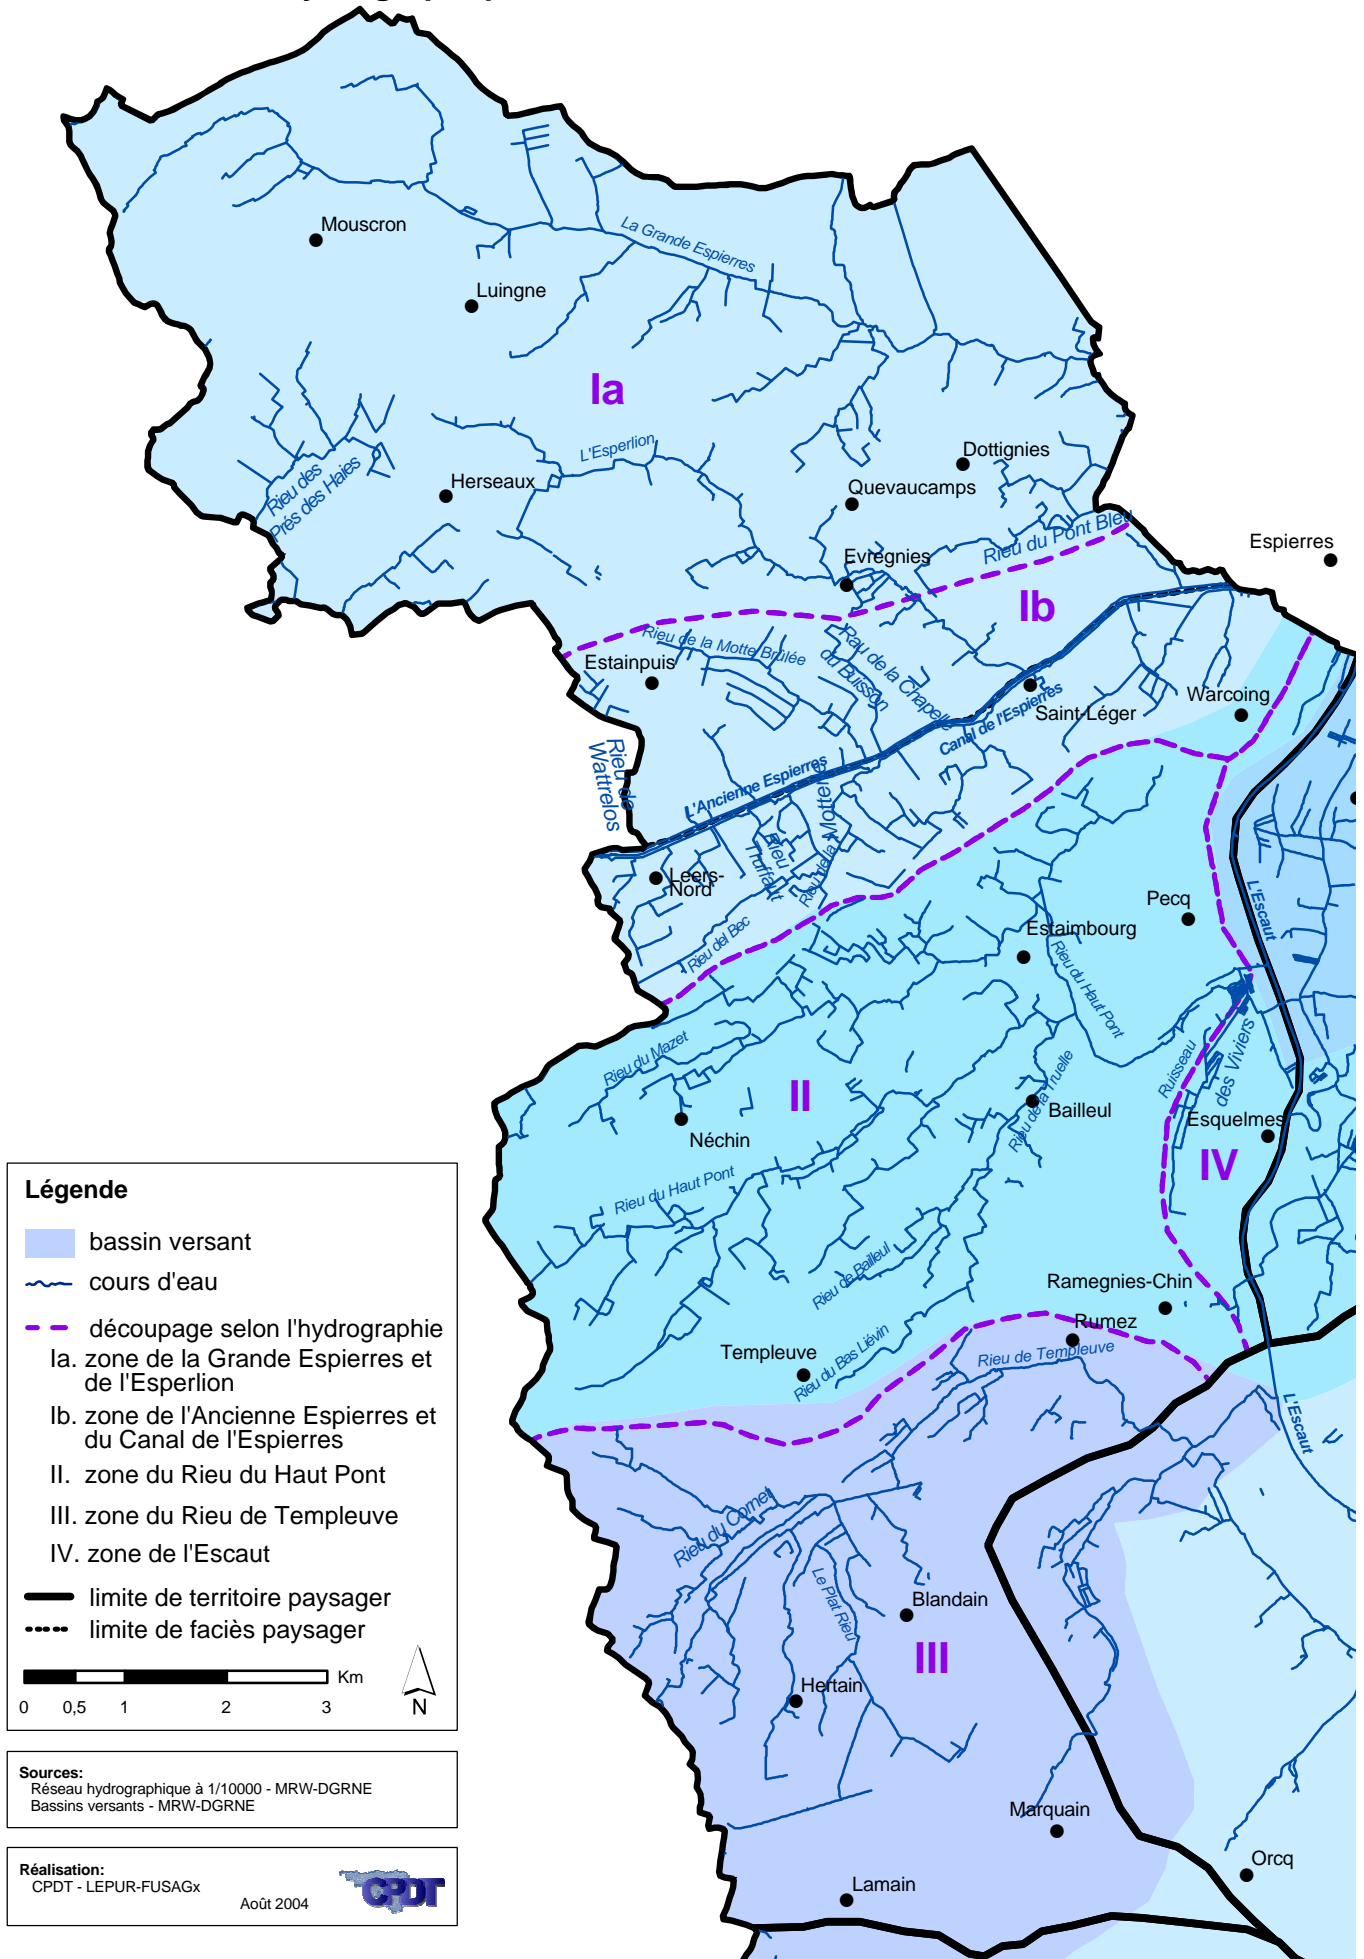 Mouscron
La Grande Espierres
Luingne
Ia
L'Esperlion
Dottignies
Rieu des
Prés des Haies
Herseaux
Quevaucamps
Rieu du Pont Bleu
Espierres
Evregnies
Ib
Rieu de la Motte Brûlée
Rau de la Chapelle
du Buisson
Estainpuis
Saint-Léger
Warcoing
Canal de l'Espierres
Rieu de
Wattrelos
L'Ancienne Espierres
Rieu de la Motterie
Rieu
Truffaut
Leers-
Nord
L'Escaut
Pecq
Estaimbourg
Rieu del Bec
Rieu du Haut Pont
Rieu du Mazet
Ruisseau
des Viviers
II
Rieu de la Truelle
Bailleul
Néchin
Esquelmes
IV
Rieu du Haut Pont
Rieu de Bailleul
Ramegnies-Chin
Rumez
Templeuve
Rieu du Bas Liévin
Rieu de Templeuve
L'Escaut
Rieu du Cornet
Le Plat Rieu
Blandain
III
Hertain
Marquain
Orcq
Lamain
Légende
bassin versant
cours d'eau
découpage selon l'hydrographie
Ia. zone de la Grande Espierres et
de l'Esperlion
Ib. zone de l'Ancienne Espierres et
du Canal de l'Espierres
II. zone du Rieu du Haut Pont
III. zone du Rieu de Templeuve
IV. zone de l'Escaut
limite de territoire paysager
limite de faciès paysager
Km
0 0,5 1 2 3
N
Sources:
Réseau hydrographique à 1/10000 - MRW-DGRNE
Bassins versants - MRW-DGRNE
Réalisation:
CPDT - LEPUR-FUSAGx
Août 2004
CPDT